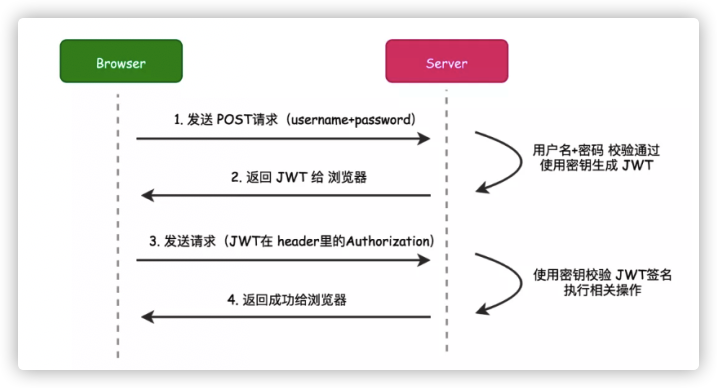 Browser
Server
1. 发送 POST请求（username+password）
用户名+密码 校验通过
使用密钥生成 JWT
2. 返回 JWT 给 浏览器
3. 发送请求（JWT在 header里的Authorization）
使用密钥校验 JWT签名
执行相关操作
4. 返回成功给浏览器